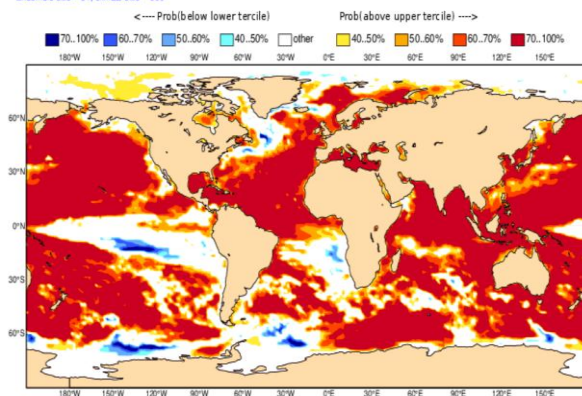 <---- Prob(below lower tercile) Prob(above upper tercile) ---->
70..100% 60..70% 50..60% 40..50% other 40..50% 50..60% 60..70% 70..100%
180°W 150°W 120°W 90°W 60°W 30°W 0°E 30°E 60°E 90°E 120°E 150°E
60°N
30°N
0°N
30°S
60°S
180°W 150°W 120°W 90°W 60°W 30°W 0°E 30°E 60°E 90°E 120°E 150°E